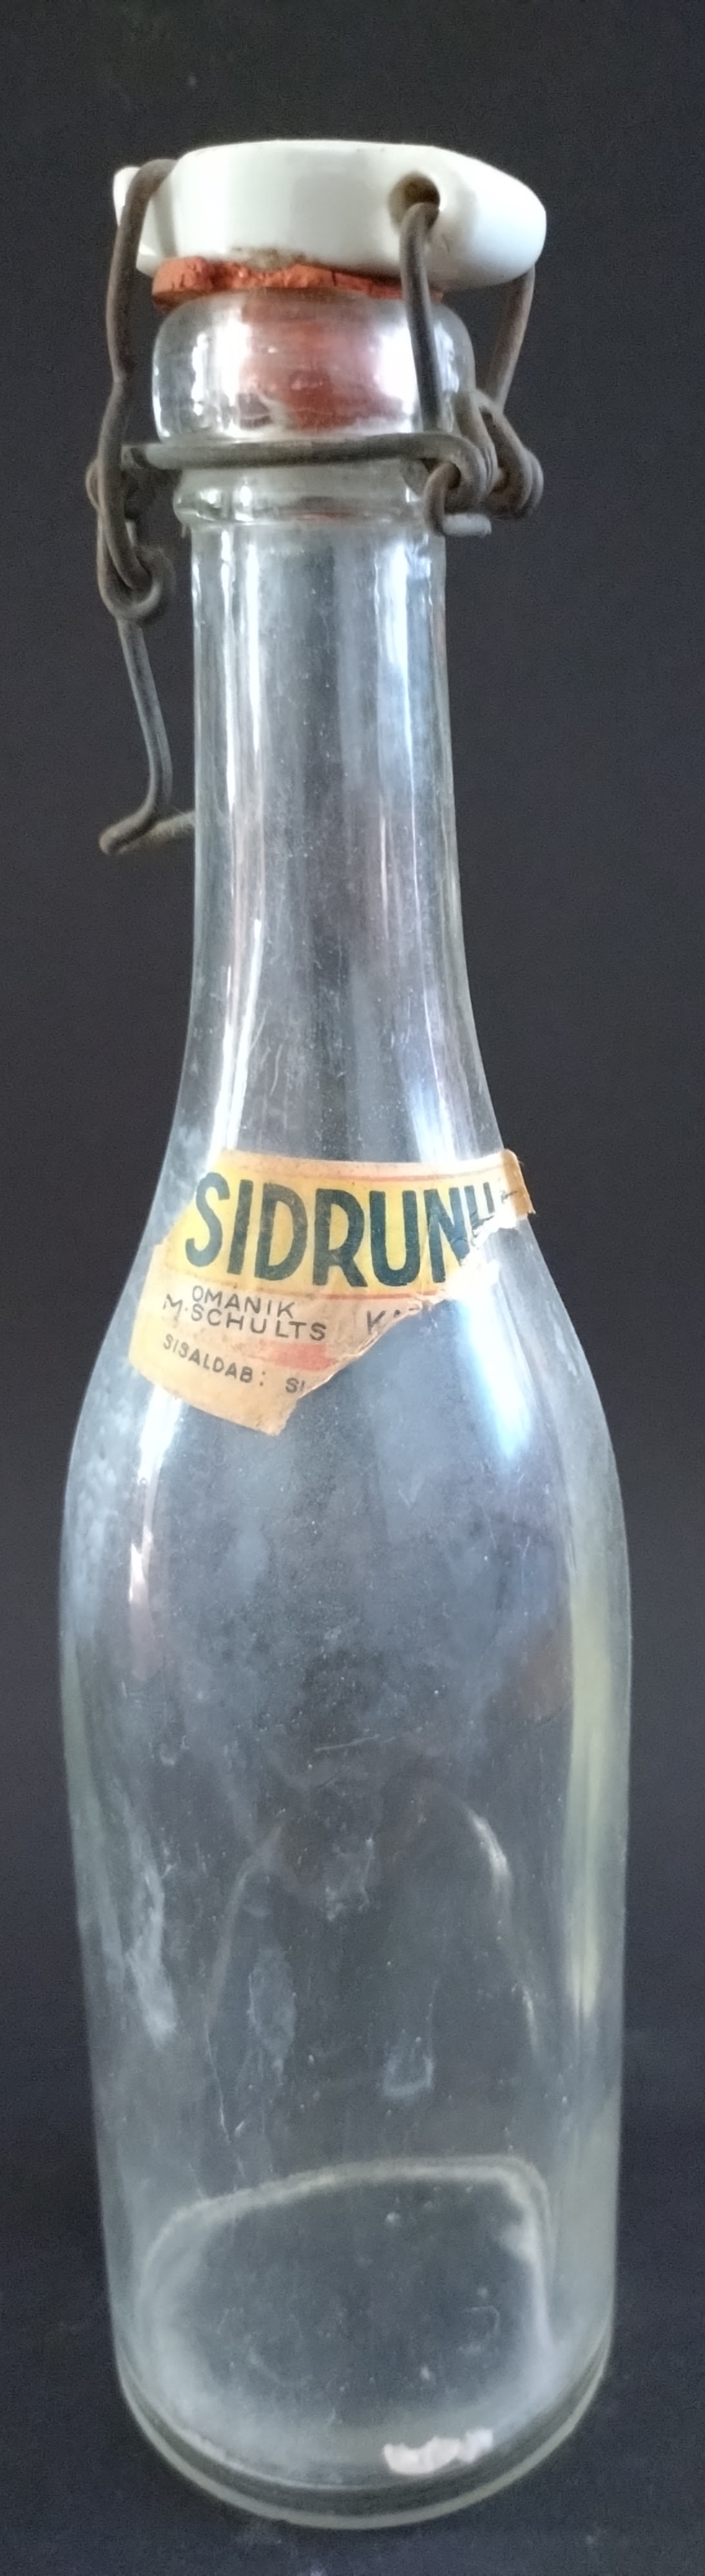 SIDRUN
OMANIK
M. SCHULTS
SISALDAB: